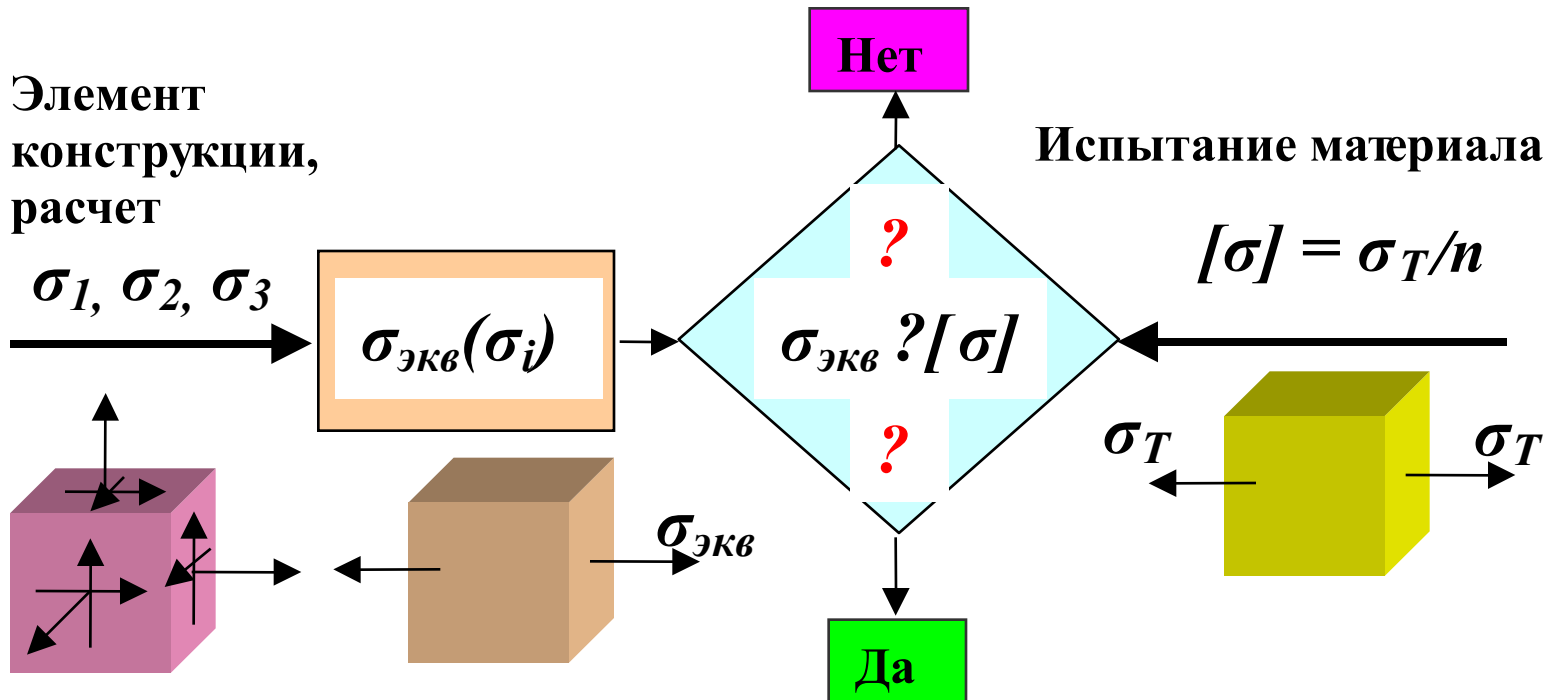 Нет
Элемент
конструкции,
расчет
Испытание материала
σ1, σ2, σ3
[σ] = σT/n
?
σэкв(σi)
σэкв ?[σ]
?
σT
σT
σэкв
Да